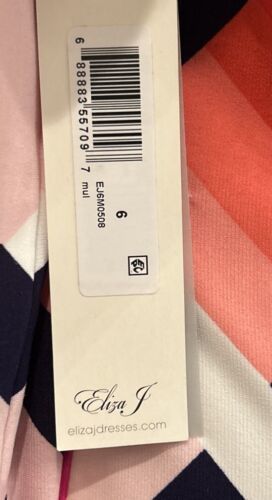 6 88883 55709 7
EJ6M0508
mul
6
Eliza J
elizajdresses.com